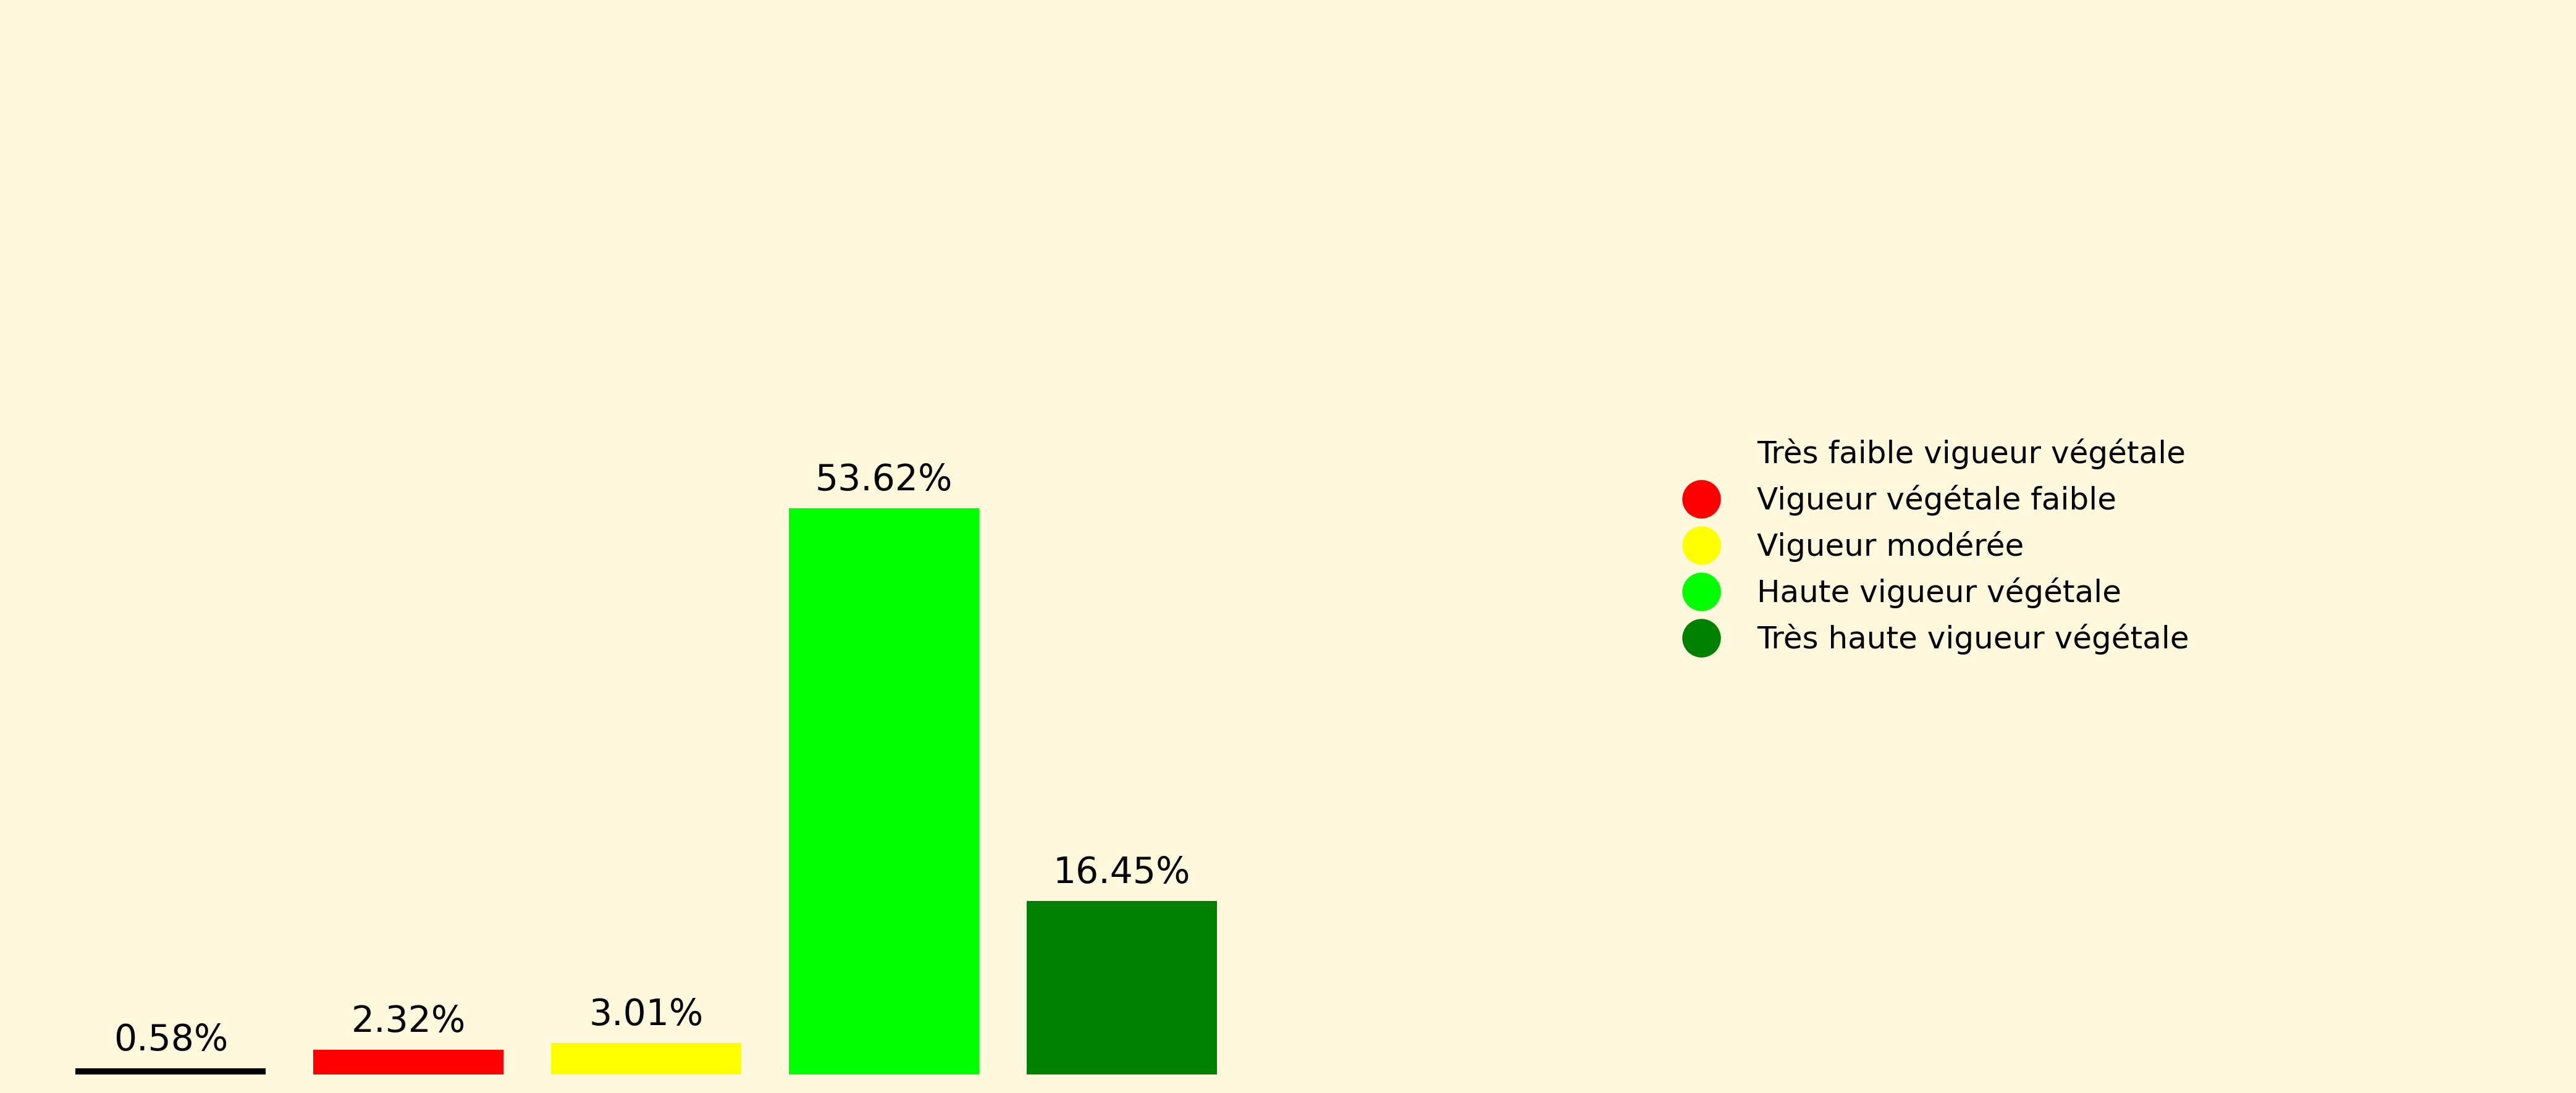 53.62%
16.45%
3.01%
2.32%
0.58%
Très faible vigueur végétale
Vigueur végétale faible
Vigueur modérée
Haute vigueur végétale
Très haute vigueur végétale